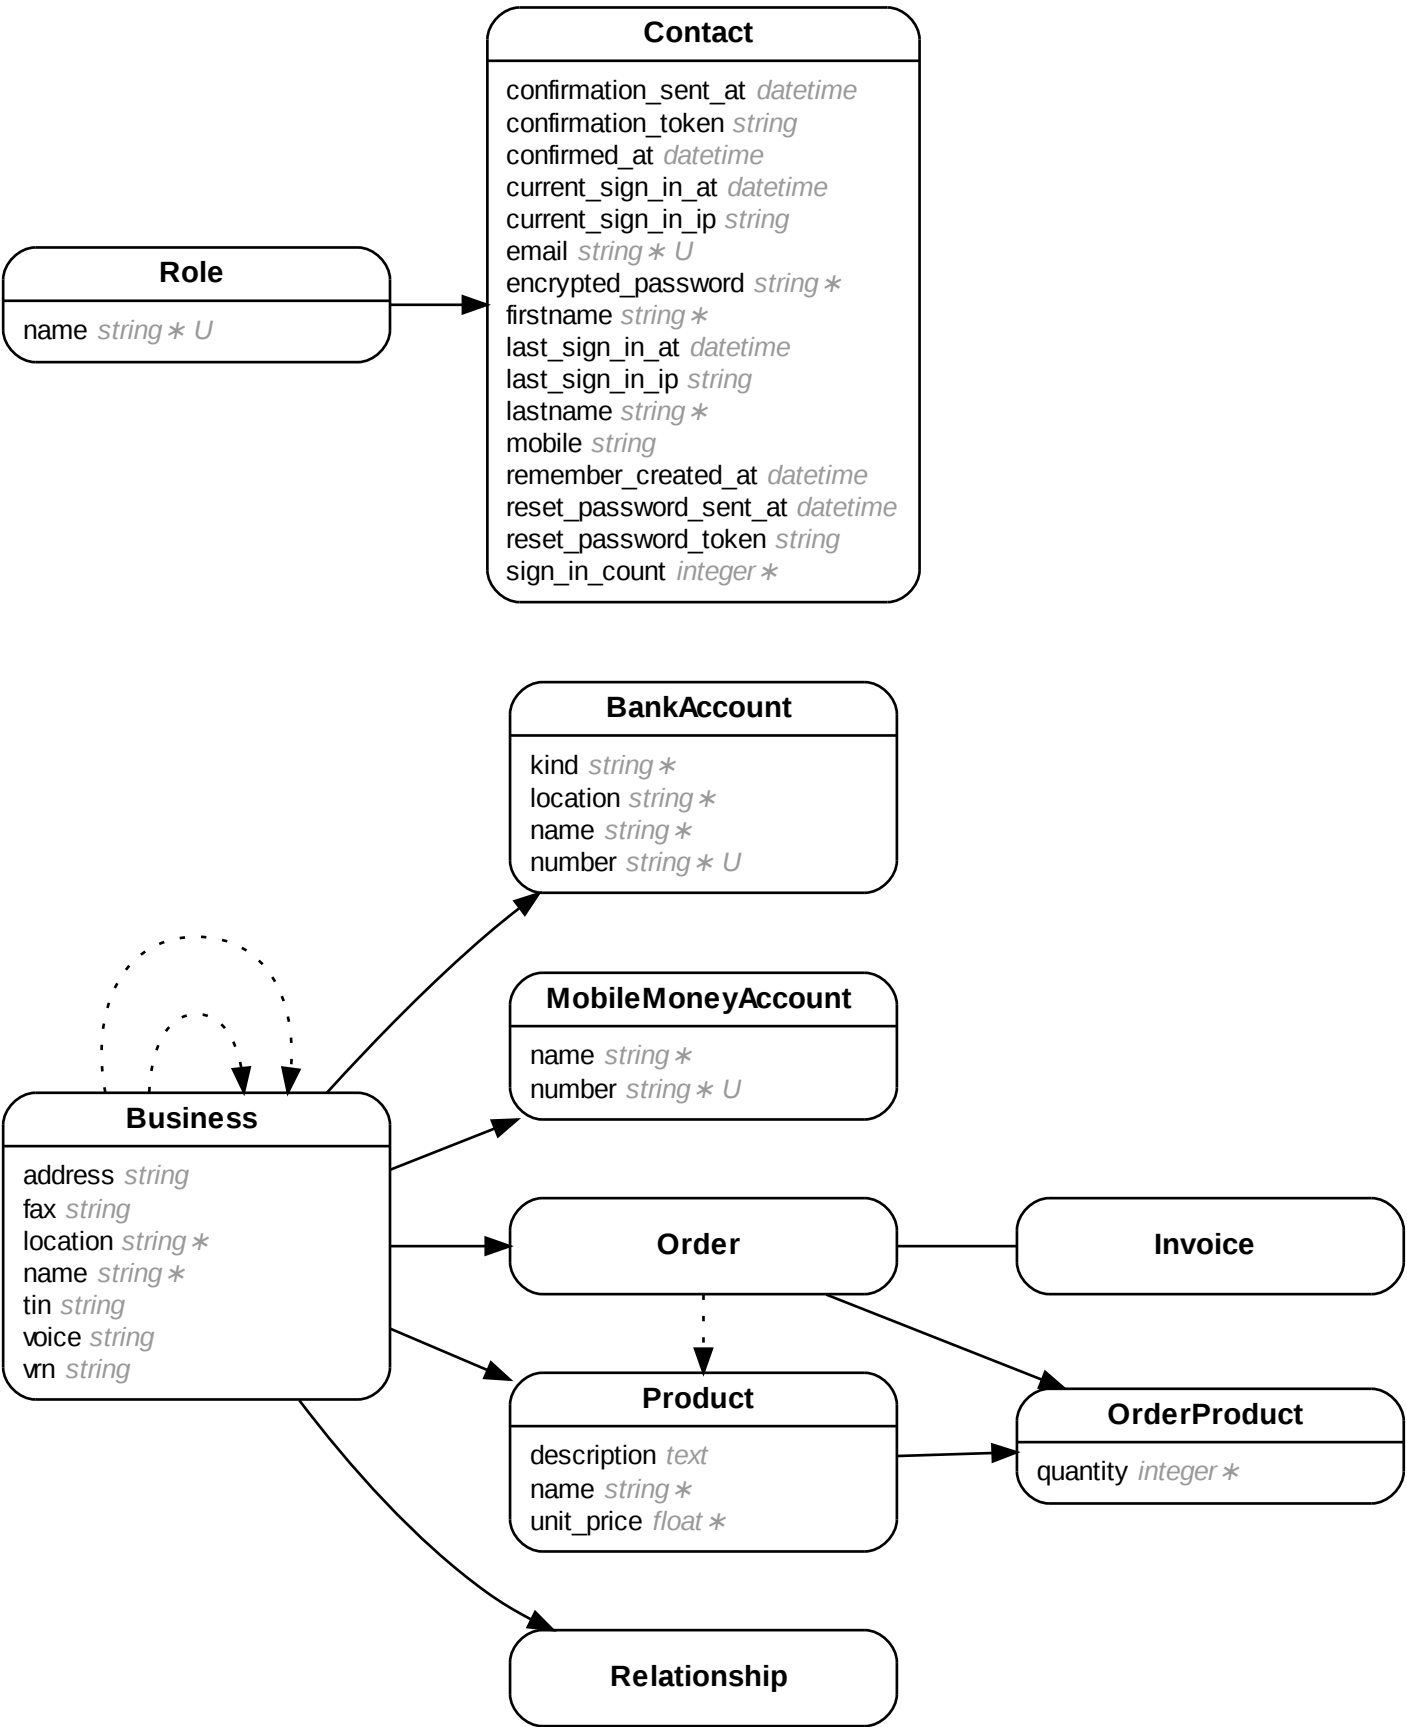 Contact
confirmation_sent_at datetime
confirmation_token string
confirmed_at datetime
current_sign_in_at datetime
current_sign_in_ip string
email string∗ U
encrypted_password string∗
firstname string∗
last_sign_in_at datetime
last_sign_in_ip string
lastname string∗
mobile string
remember_created_at datetime
reset_password_sent_at datetime
reset_password_token string
sign_in_count integer∗
Role
name string∗ U
BankAccount
kind string∗
location string∗
name string∗
number string∗ U
MobileMoneyAccount
name string∗
number string∗ U
Business
address string
fax string
location string∗
name string∗
tin string
voice string
vrn string
Order
Invoice
Product
description text
name string∗
unit_price float∗
OrderProduct
quantity integer∗
Relationship